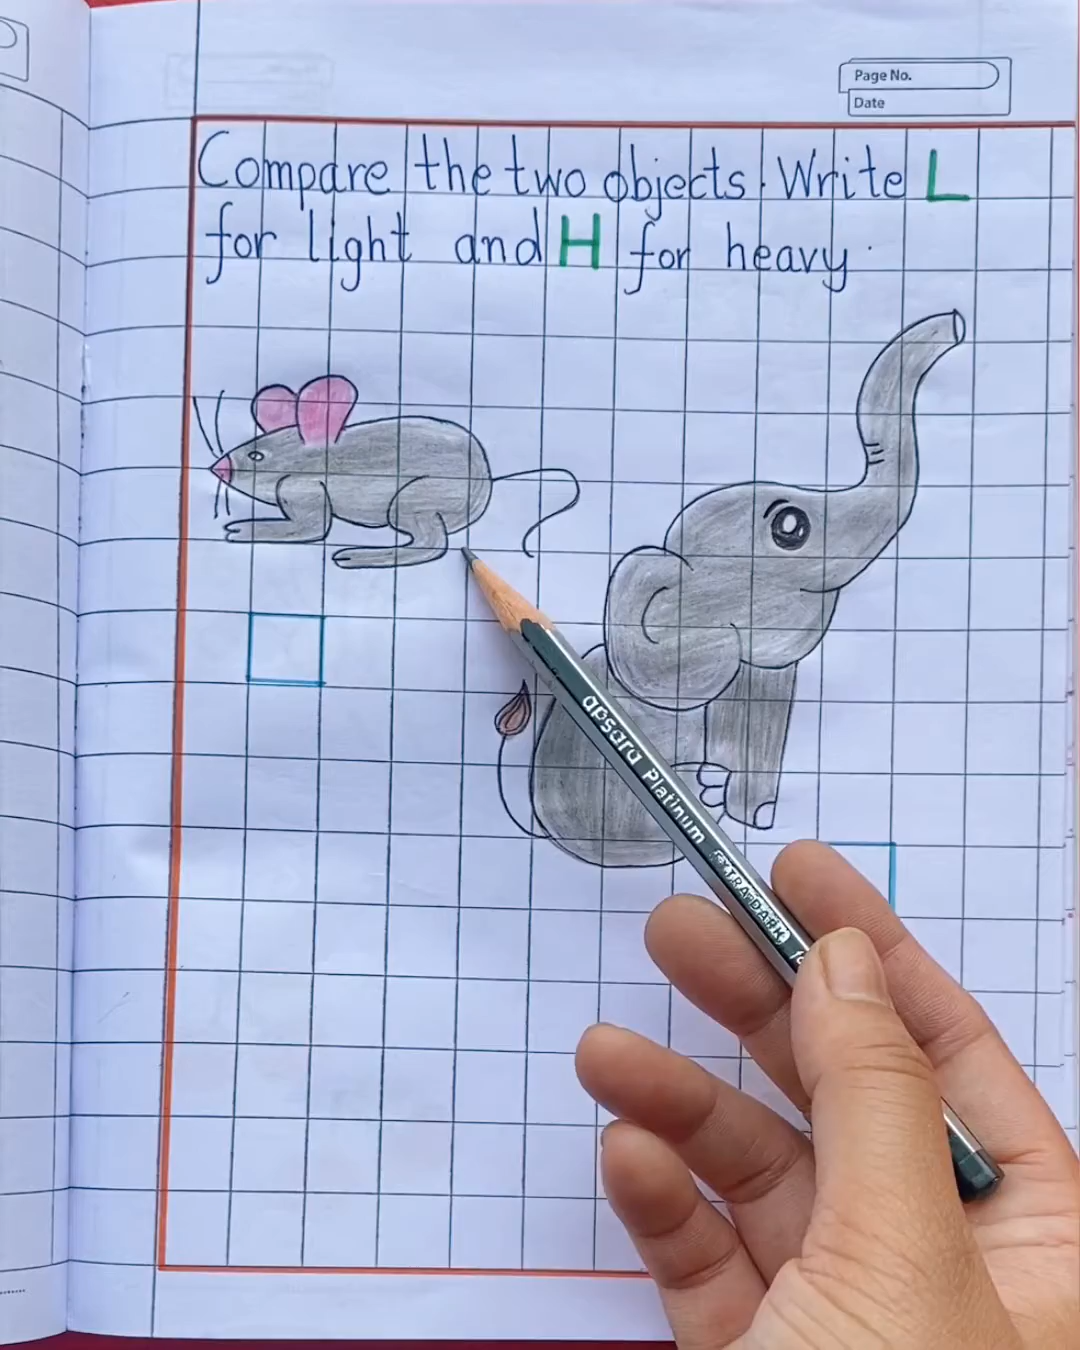 Page No.
Date
Compare the two objects. Write L
for light and H for heavy.
apsara Platinum EXTRA DARK